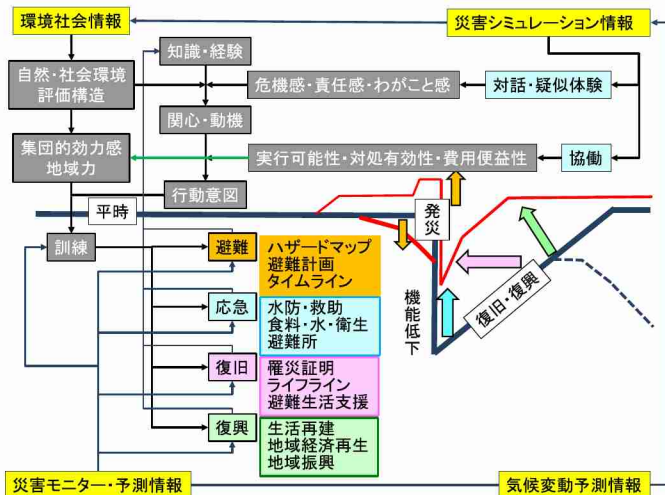 環境社会情報
災害シミュレーション情報
知識・経験
自然・社会環境
評価構造
危機感・責任感・わがこと感
対話・疑似体験
関心・動機
集団的効力感
地域力
実行可能性・対処有効性・費用便益性
協働
行動意図
平時
発災
訓練
避難
ハザードマップ
避難計画
タイムライン
応急
水防・救助
食料・水・衛生
避難所
機能低下
復旧・復興
復旧
罹災証明
ライフライン
避難生活支援
復興
生活再建
地域経済再生
地域振興
災害モニター・予測情報
気候変動予測情報